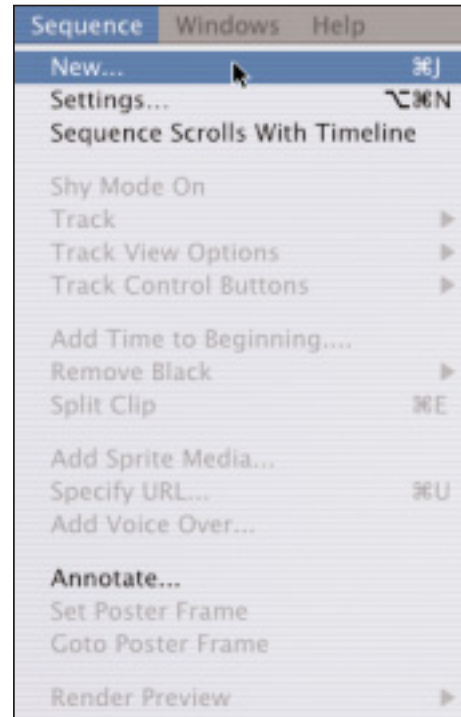 Sequence Windows Help
New... ⌘J
Settings... ⌥⌘N
Sequence Scrolls With Timeline
Shy Mode On
Track
Track View Options
Track Control Buttons
Add Time to Beginning....
Remove Black
Split Clip ⌘E
Add Sprite Media...
Specify URL... ⌘U
Add Voice Over...
Annotate...
Set Poster Frame
Goto Poster Frame
Render Preview